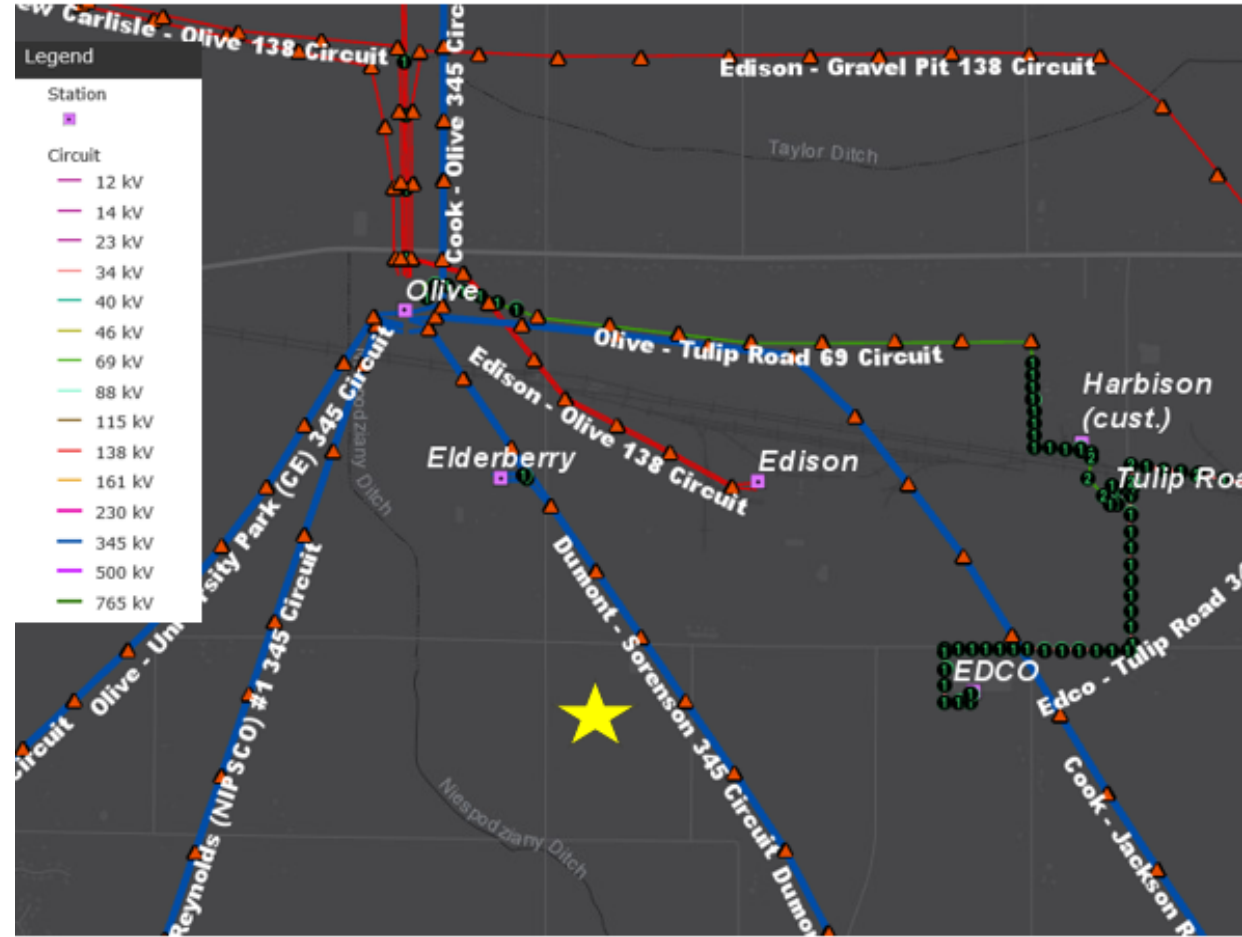 ew Carlisle - Olive 138 Circuit
Legend
Station
Circuit
12 kV
14 kV
23 kV
34 kV
40 kV
46 kV
69 kV
88 kV
115 kV
138 kV
161 kV
230 kV
345 kV
500 kV
765 kV
Cook - Olive 345 Circ
Edison - Gravel Pit 138 Circuit
Taylor Ditch
Olive
Olive - Tulip Road 69 Circuit
Edison - Olive 138 Circuit
Harbison
(cust.)
Elderberry
Edison
Tulip Roa
Niespodziany Ditch
Olive - University Park (CE) 345 Circuit
Circuit
Reynolds (NIPSCO) #1 345 Circuit
Dumont - Sorenson 345 Circuit
Dumo
EDCO
Edco - Tulip Road 34
Niespodziany Ditch
Cook - Jackson R